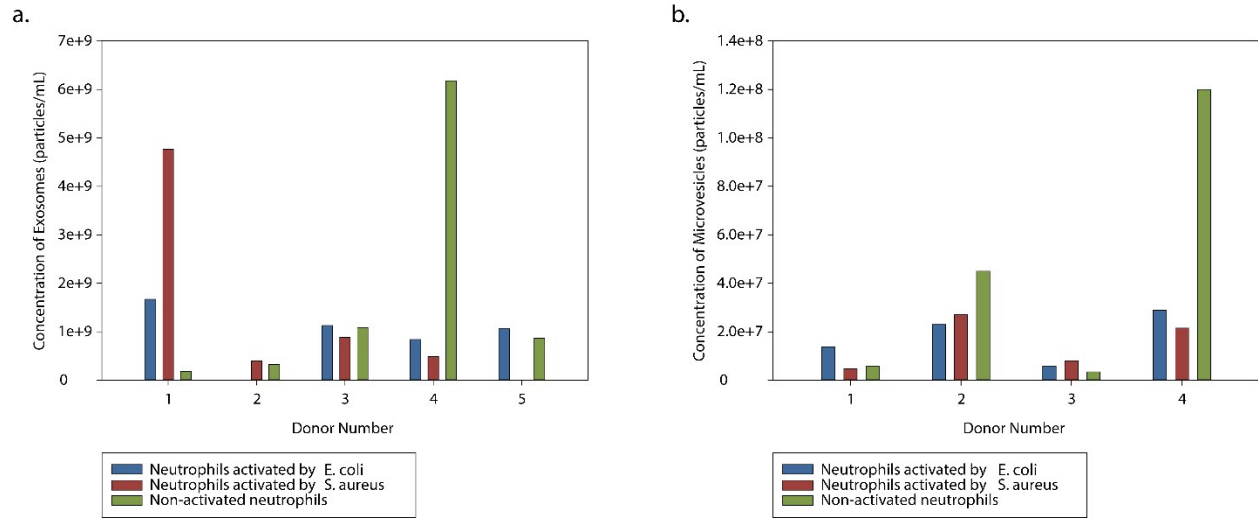 a.
Concentration of Exosomes (particles/mL)
7e+9
6e+9
5e+9
4e+9
3e+9
2e+9
1e+9
0
1 2 3 4 5
Donor Number
Neutrophils activated by E. coli
Neutrophils activated by S. aureus
Non-activated neutrophils
b.
Concentration of Microvesicles (particles/mL)
1.4e+8
1.2e+8
1.0e+8
8.0e+7
6.0e+7
4.0e+7
2.0e+7
0
1 2 3 4
Donor Number
Neutrophils activated by E. coli
Neutrophils activated by S. aureus
Non-activated neutrophils